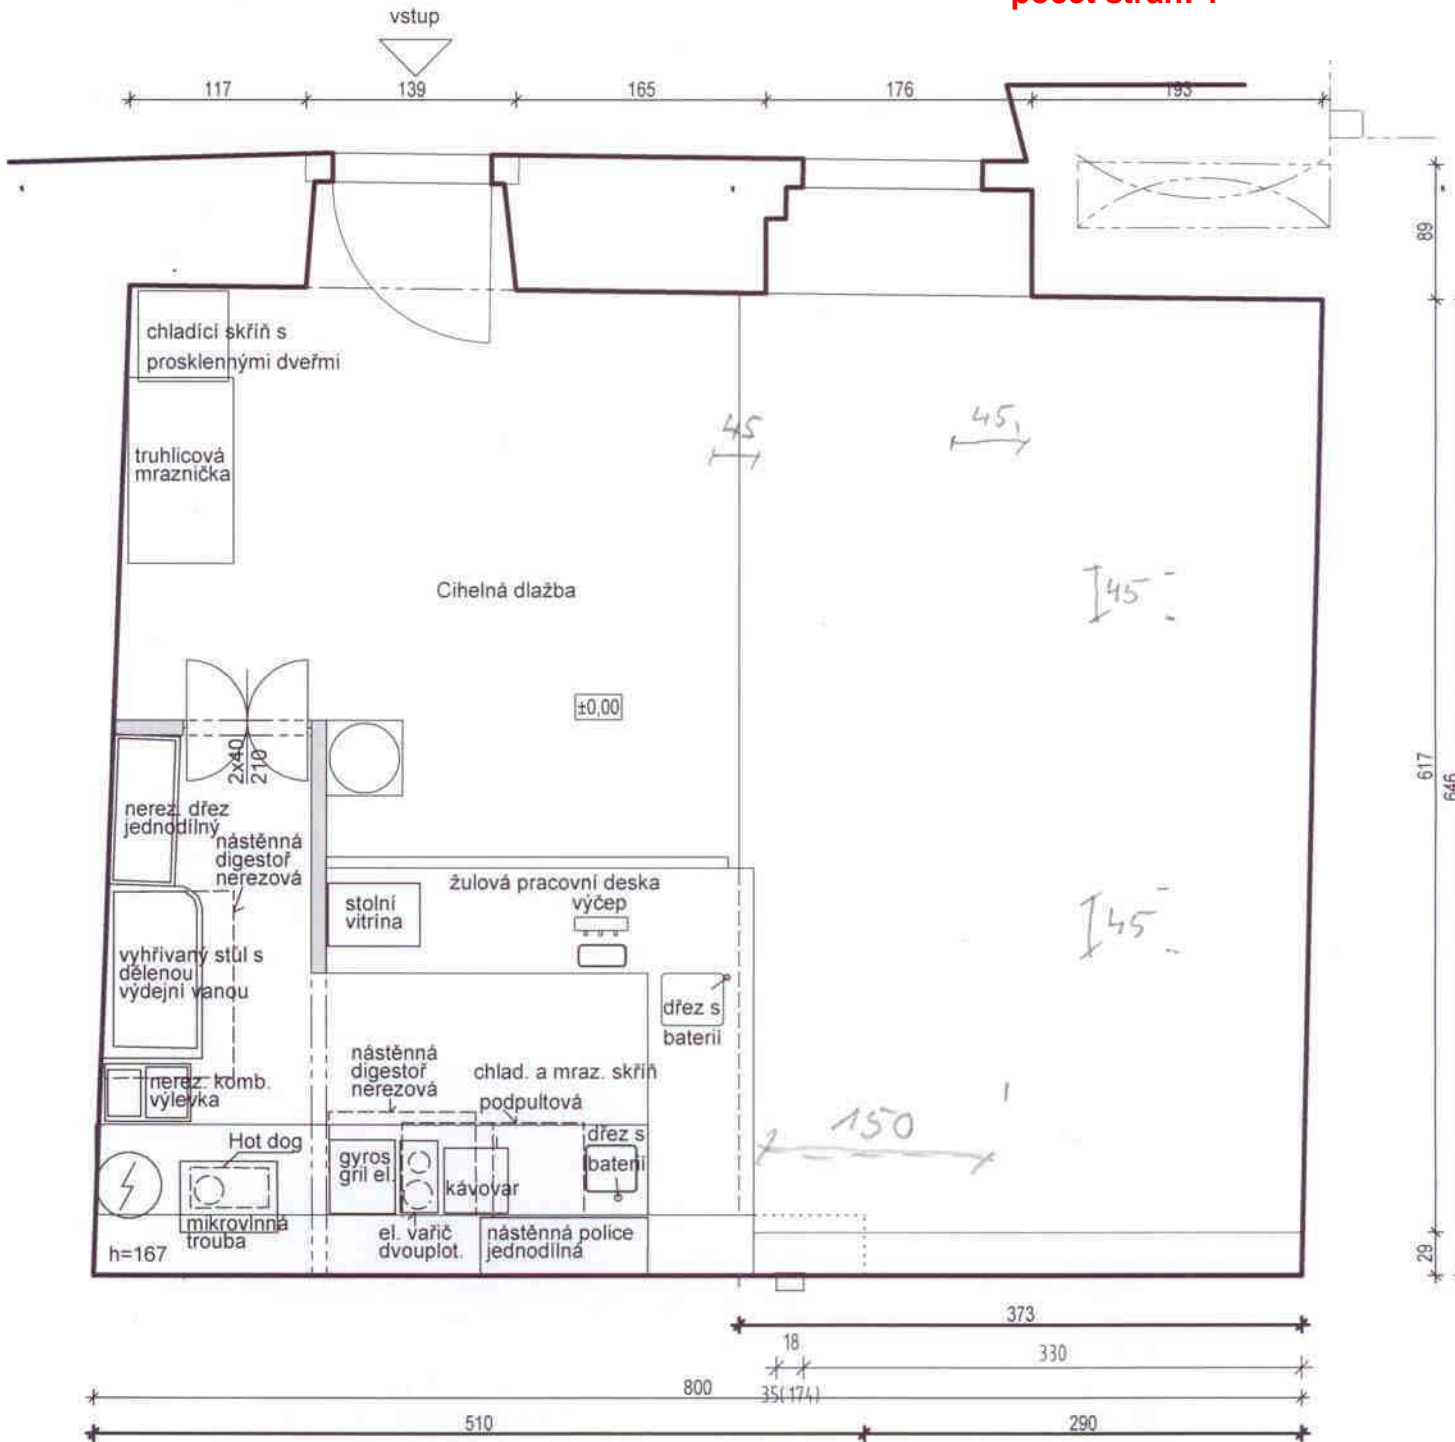 vstup
117
139
165
176
193
89
chladící skříň s
prosklennými dveřmi
truhlicová
mraznička
45
45
Cihelná dlažba
45
±0,00
2x40
210
617
646
nerez. dřez
jednodílný
nástěnná
digestoř
nerezová
žulová pracovní deska
výčep
stolní
vitrína
45
vyhřívaný stůl s
dělenou
výdejní vanou
dřez s
baterií
nástěnná
digestoř
nerezová
chlad. a mraz. skříň
podpultová
nerez. komb.
výlevka
150
Hot dog
gyros
gril el.
kávovar
dřez s
baterií
mikrovlnná
trouba
el. vařič
dvouplot.
nástěnná police
jednodílná
h=167
29
373
18
330
800
35(174)
510
290